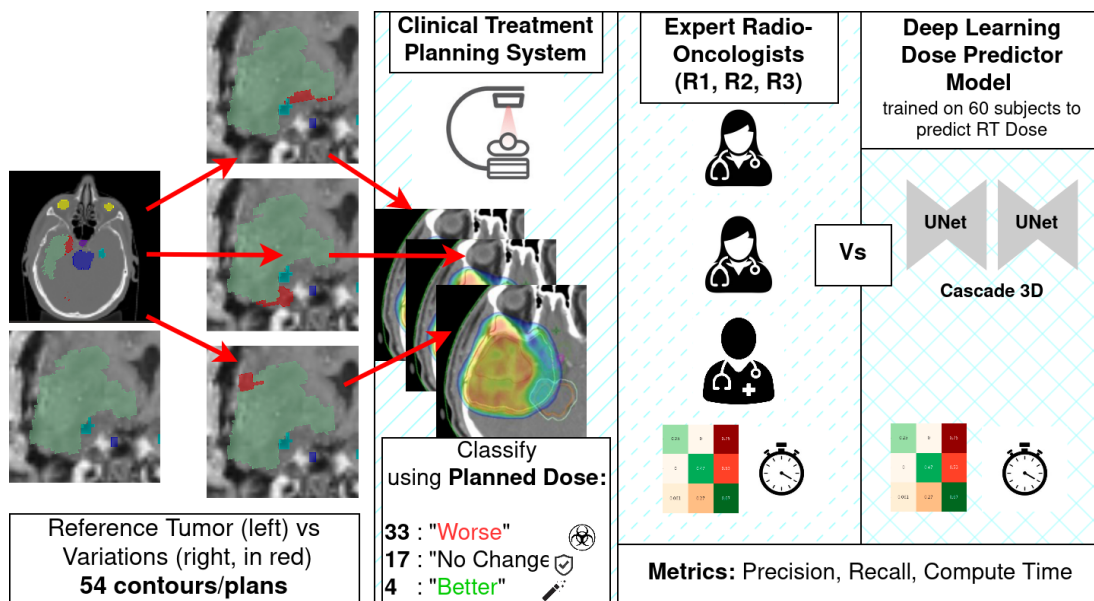 Clinical Treatment
Planning System
Expert Radio-
Oncologists
(R1, R2, R3)
Deep Learning
Dose Predictor
Model
trained on 60 subjects to
predict RT Dose
UNet
UNet
Vs
Cascade 3D
Classify
using Planned Dose:
33 : "Worse"
17 : "No Change
4 : "Better"
Reference Tumor (left) vs
Variations (right, in red)
54 contours/plans
Metrics: Precision, Recall, Compute Time